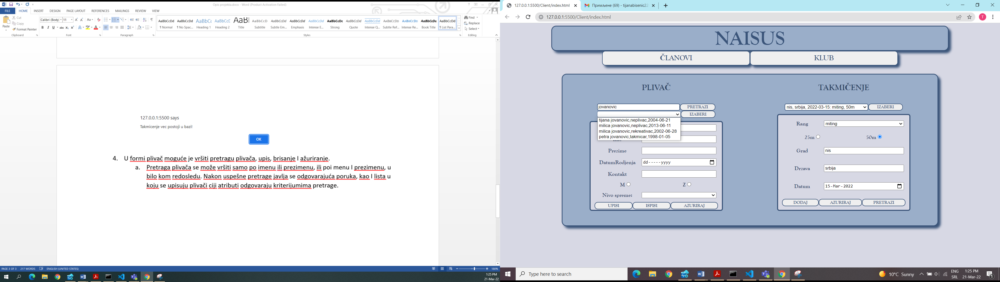 Opis projekta.docx - Word (Product Activation Failed)
FILE HOME INSERT DESIGN PAGE LAYOUT REFERENCES MAILINGS REVIEW VIEW
Paste
Cut
Copy
Format Painter
Calibri (Body) 11
AaBbCcDd AaBbCcDd AaBbC( AaBbCcE AaB AaBbCcD AaBbCcDd AaBbCcDd AaBbCcDd AaBbCcDc AaBbCcDd AaBbCcDd AaBbCcDd AaBbCcDd AaBbCcDd AaBbCcDd
¶ Normal ¶ No Spac... Heading 1 Heading 2 Title Subtitle Subtle Em... Emphasis Intense E... Strong Quote Intense Q... Subtle Ref... Intense Re... Book Title ¶ List Para...
Find
Replace
Select
Clipboard Font Paragraph Styles Editing
127.0.0.1:5500 says
Takmicenje vec postoji u bazi!
OK
4. U formi plivač moguće je vršiti pretragu plivača, upis, brisanje I ažuriranje.
a. Pretraga plivača se može vršiti samo po imenu ili prezimenu, ili poi menu I prezimenu, u
bilo kom redosledu. Nakon uspešne pretrage javlja se odgovarajuća poruka, kao I lista u
koju se upisuju plivači ciji atributi odgovaraju kriterijumima pretrage.
PAGE 3 OF 3 217 WORDS ENGLISH (UNITED STATES) 180%
1:25 PM
21-Mar-22
127.0.0.1:5500/Client/index.html
Примљене (69) - tijanabisenic22
127.0.0.1:5500/Client/index.html
T
NAISUS
ČLANOVI KLUB
PLIVAČ
jovanovic PRETRAZI
IZABERI
tijana jovanovic,neplivac,2004-06-21
milica jovanovic,neplivac,2013-06-11
milica jovanovic,rekreativac,2002-06-28
petra jovanovic,takmicar,1998-01-05
Prezime
DatumRodjenja dd-----yyyy
Kontakt
M Z
Nivo spreme:
UPISI ISPISI AZURIRAJ
TAKMIČENJE
nis, srbija, 2022-03-15: miting, 50m IZABERI
Rang miting
25m 50m
Grad nis
Drzava srbija
Datum 15-Mar-2022
DODAJ AZURIRAJ PRETRAZI
Type here to search
10°C Sunny
ENG
SRL
1:25 PM
21-Mar-22
1